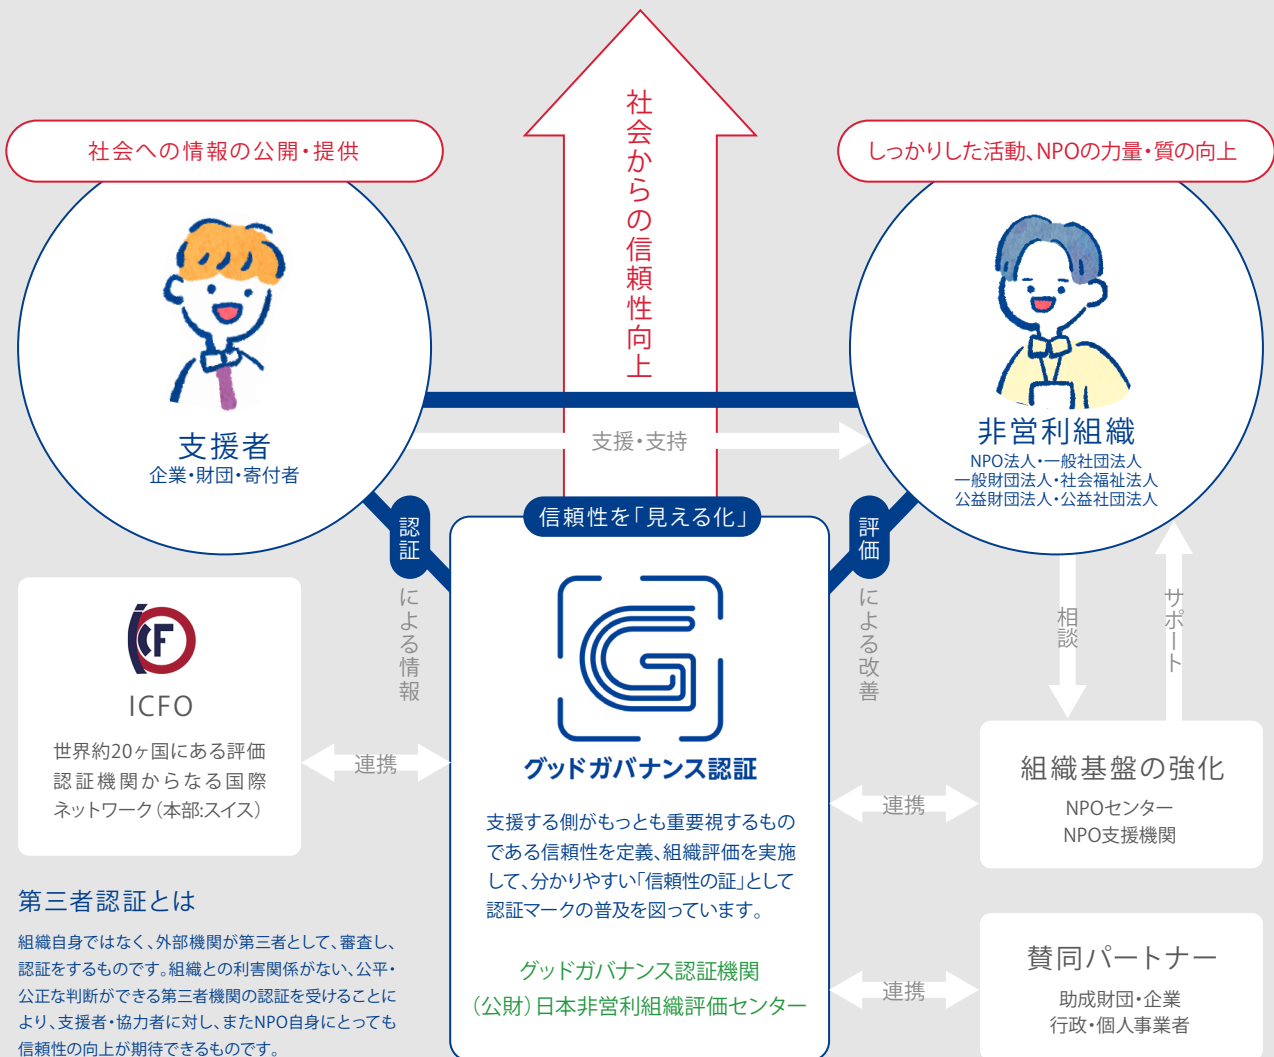 社会からの信頼性向上
社会への情報の公開・提供
しっかりした活動、NPOの力量・質の向上
支援者
企業・財団・寄付者
支援・支持
非営利組織
NPO法人・一般社団法人
一般財団法人・社会福祉法人
公益財団法人・公益社団法人
認証
による情報
信頼性を「見える化」
評価
による改善
相談
サポート
G
グッドガバナンス認証
支援する側がもっとも重要視するもの
である信頼性を定義、組織評価を実施
して、分かりやすい「信頼性の証」として
認証マークの普及を図っています。
グッドガバナンス認証機関
(公財)日本非営利組織評価センター
ICFO
ICFO
世界約20ヶ国にある評価
認証機関からなる国際
ネットワーク(本部:スイス)
連携
連携
組織基盤の強化
NPOセンター
NPO支援機関
連携
賛同パートナー
助成財団・企業
行政・個人事業者
第三者認証とは
組織自身ではなく、外部機関が第三者として、審査し、
認証をするものです。組織との利害関係がない、公平・
公正な判断ができる第三者機関の認証を受けることに
より、支援者・協力者に対し、またNPO自身にとっても
信頼性の向上が期待できるものです。